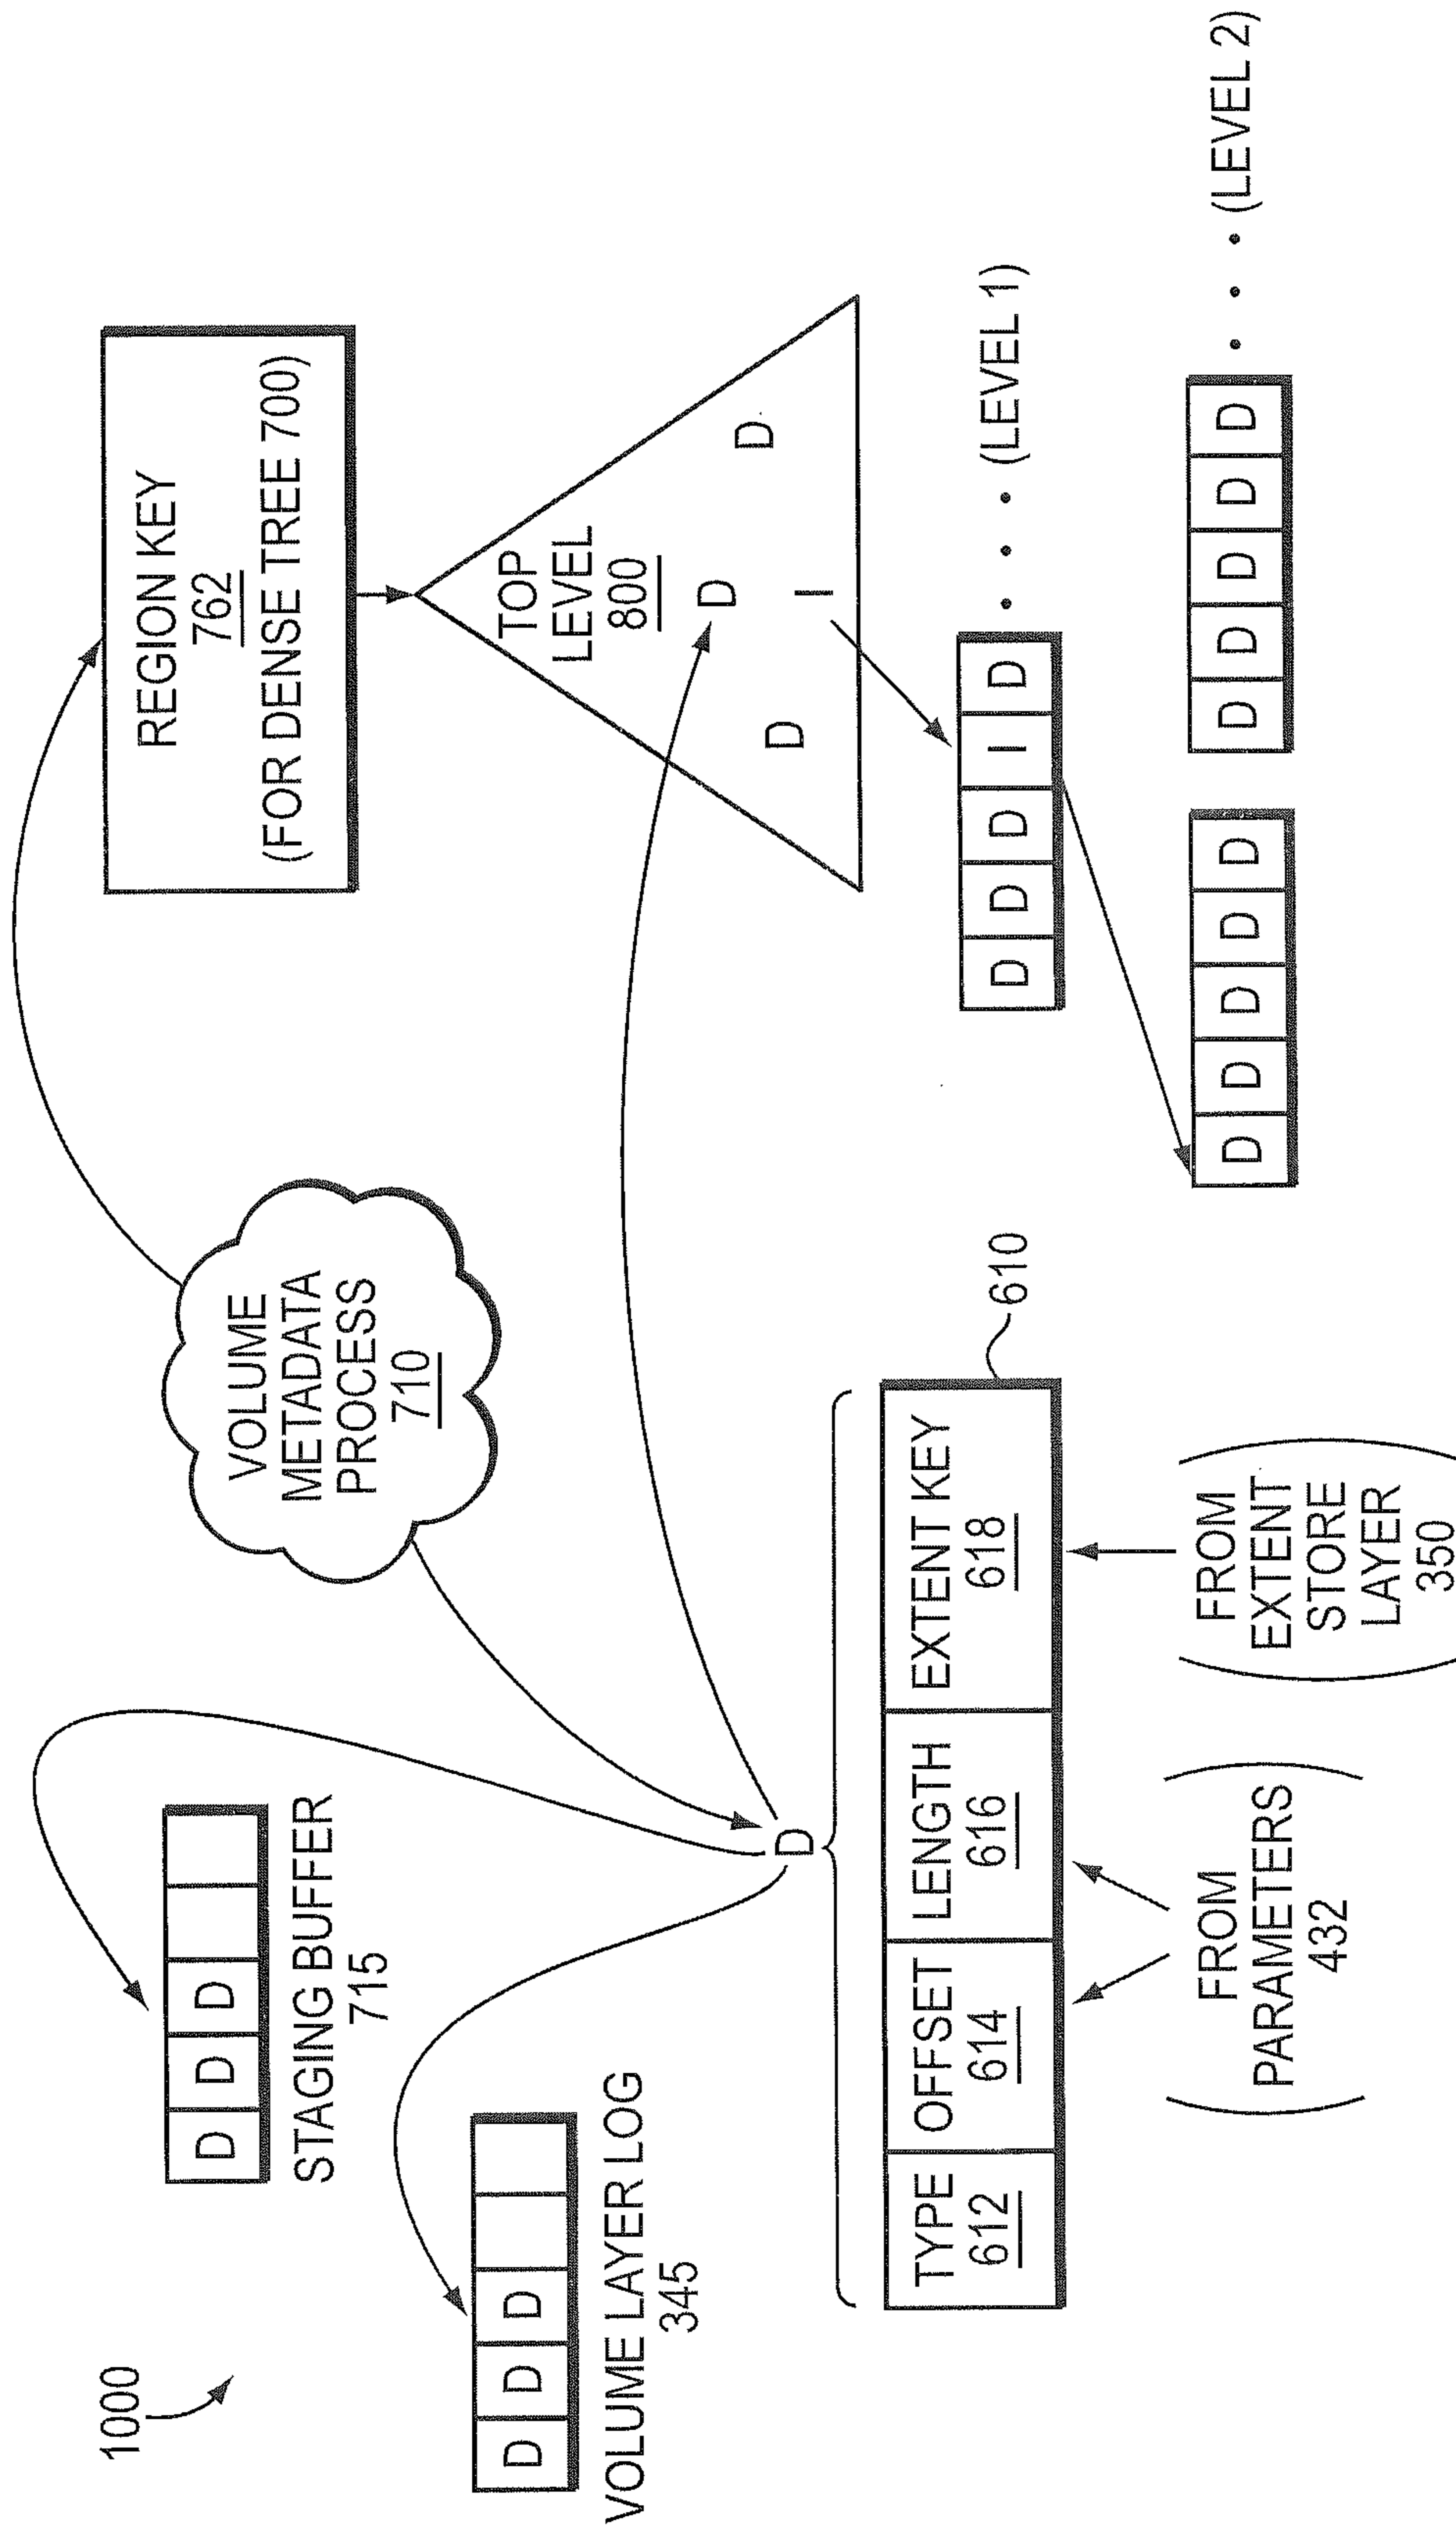 1000
D D D
STAGING BUFFER
715
D D D
VOLUME LAYER LOG
345
VOLUME
METADATA
PROCESS
710
REGION KEY
762
(FOR DENSE TREE 700)
TOP
LEVEL
800
D
D
D
I
D
TYPE
612
OFFSET
614
LENGTH
616
EXTENT KEY
618
610
FROM
PARAMETERS
432
FROM
EXTENT
STORE
LAYER
350
D D D I D • • • (LEVEL 1)
D D D D D
D D D D D • • • (LEVEL 2)